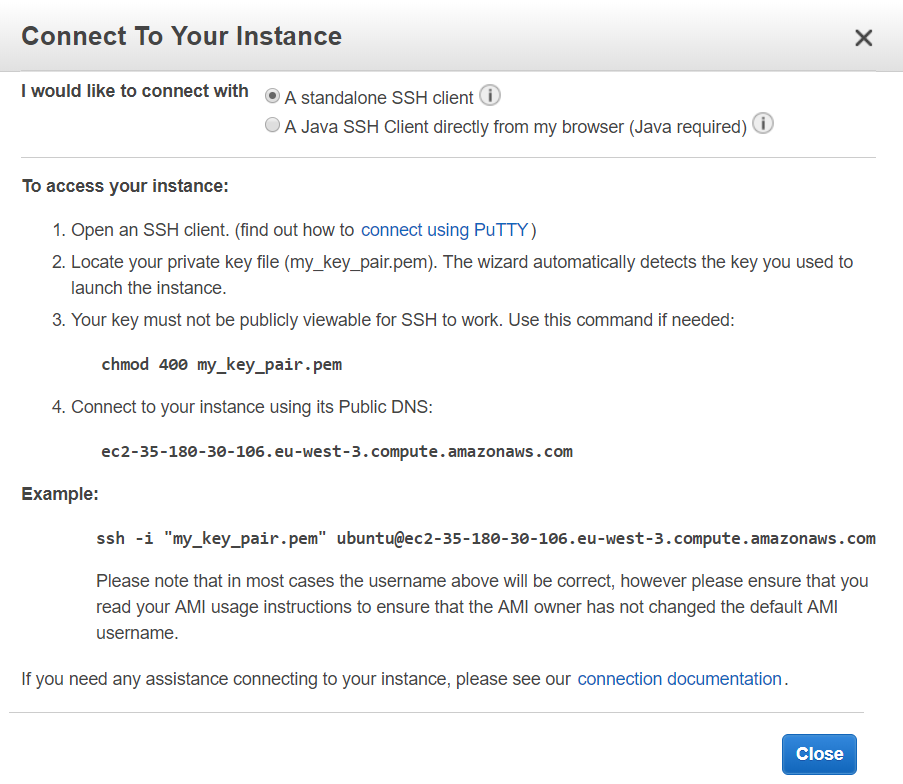 Connect To Your Instance
I would like to connect with
A standalone SSH client
A Java SSH Client directly from my browser (Java required)
To access your instance:
1. Open an SSH client. (find out how to connect using PuTTY)
2. Locate your private key file (my_key_pair.pem). The wizard automatically detects the key you used to
launch the instance.
3. Your key must not be publicly viewable for SSH to work. Use this command if needed:
chmod 400 my_key_pair.pem
4. Connect to your instance using its Public DNS:
ec2-35-180-30-106.eu-west-3.compute.amazonaws.com
Example:
ssh -i "my_key_pair.pem" ubuntu@ec2-35-180-30-106.eu-west-3.compute.amazonaws.com
Please note that in most cases the username above will be correct, however please ensure that you
read your AMI usage instructions to ensure that the AMI owner has not changed the default AMI
username.
If you need any assistance connecting to your instance, please see our connection documentation.
Close